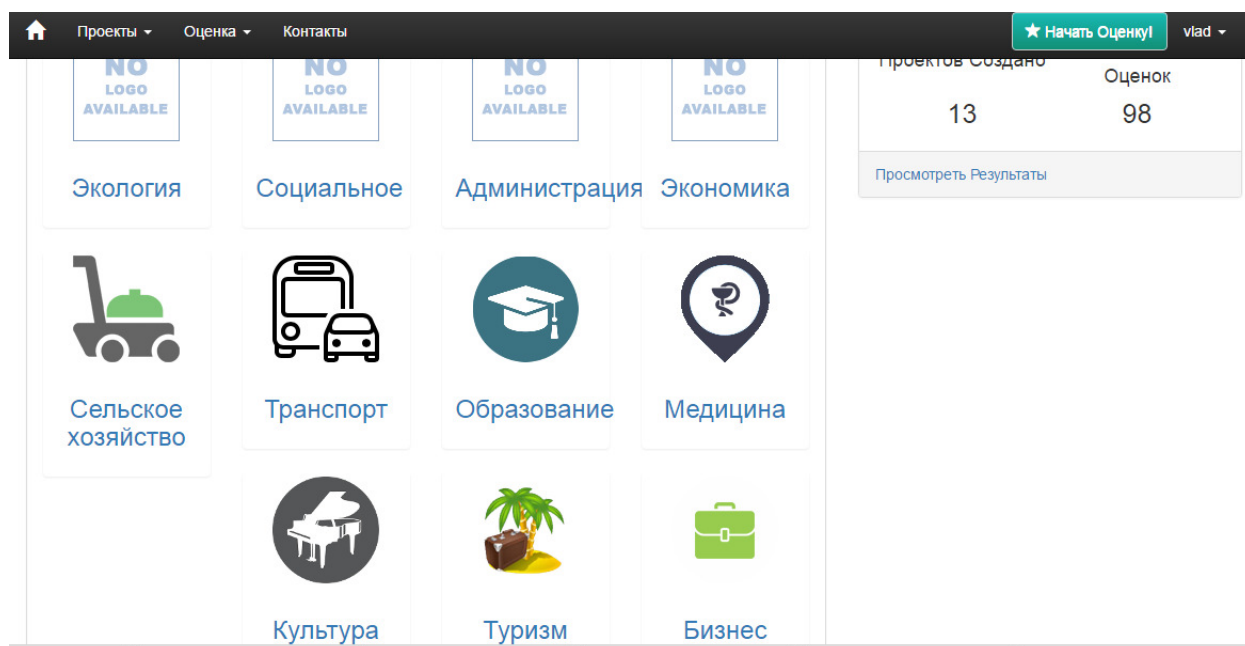 Проекты Оценка Контакты Начать Оценку! vlad
NO NO NO NO
LOGO LOGO LOGO LOGO
AVAILABLE AVAILABLE AVAILABLE AVAILABLE
Экология Социальное Администрация Экономика
Проектов Создано Оценок
13 98
Просмотреть Результаты
Сельское хозяйство Транспорт Образование Медицина
Культура Туризм Бизнес